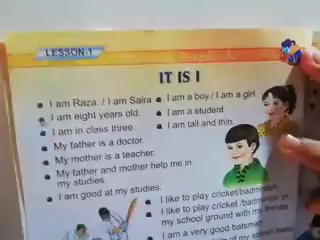 LESSON-1
IT IS I
I am Raza. / I am Saira
I am eight years old.
I am in class three.
My father is a doctor.
My mother is a teacher.
My father and mother help me in
my studies.
I am good at my studies.
I am a boy / I am a girl
I am a student
I am tall and thin.
I like to play cricket/badminton
I like to play cricket /badminton in
my school ground with my friends
I am a very good batsman